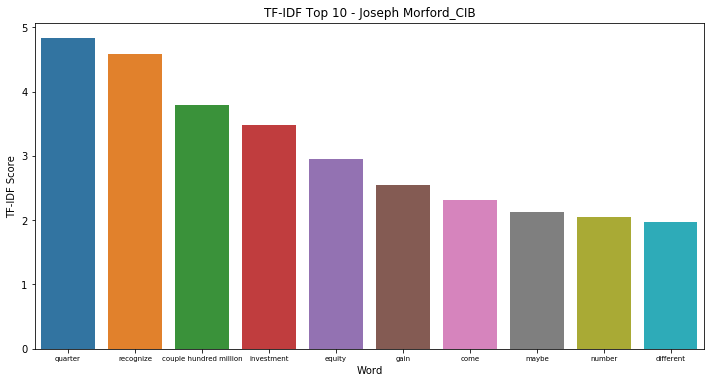 TF-IDF Top 10 - Joseph Morford_CIB
TF-IDF Score
5
4
3
2
1
0
quarter recognize couple hundred million investment equity gain come maybe number different
Word